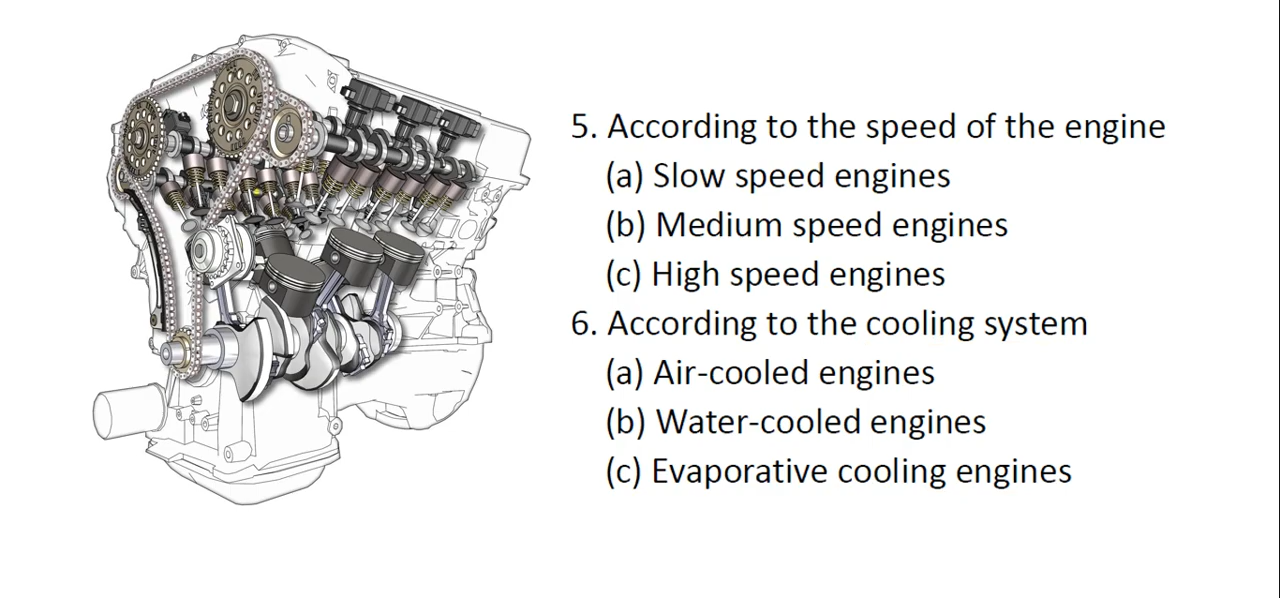 5. According to the speed of the engine
(a) Slow speed engines
(b) Medium speed engines
(c) High speed engines
6. According to the cooling system
(a) Air-cooled engines
(b) Water-cooled engines
(c) Evaporative cooling engines